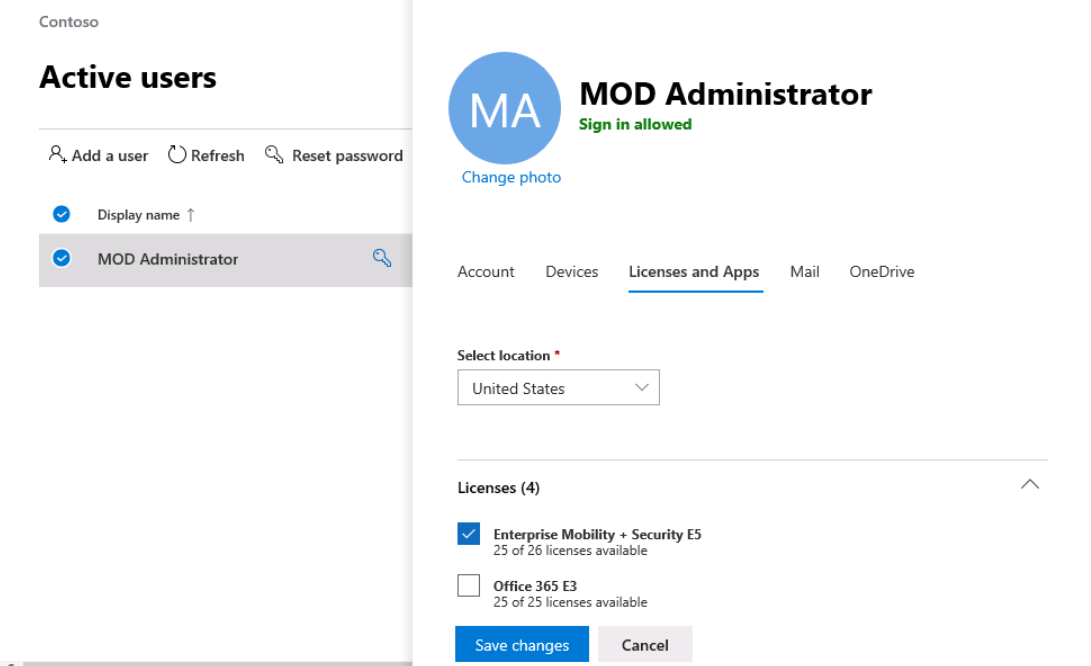 Contoso
Active users
Add a user
Refresh
Reset password
Display name ↑
MOD Administrator
MA
Change photo
MOD Administrator
Sign in allowed
Account
Devices
Licenses and Apps
Mail
OneDrive
Select location *
United States
Licenses (4)
Enterprise Mobility + Security E5
25 of 26 licenses available
Office 365 E3
25 of 25 licenses available
Save changes
Cancel